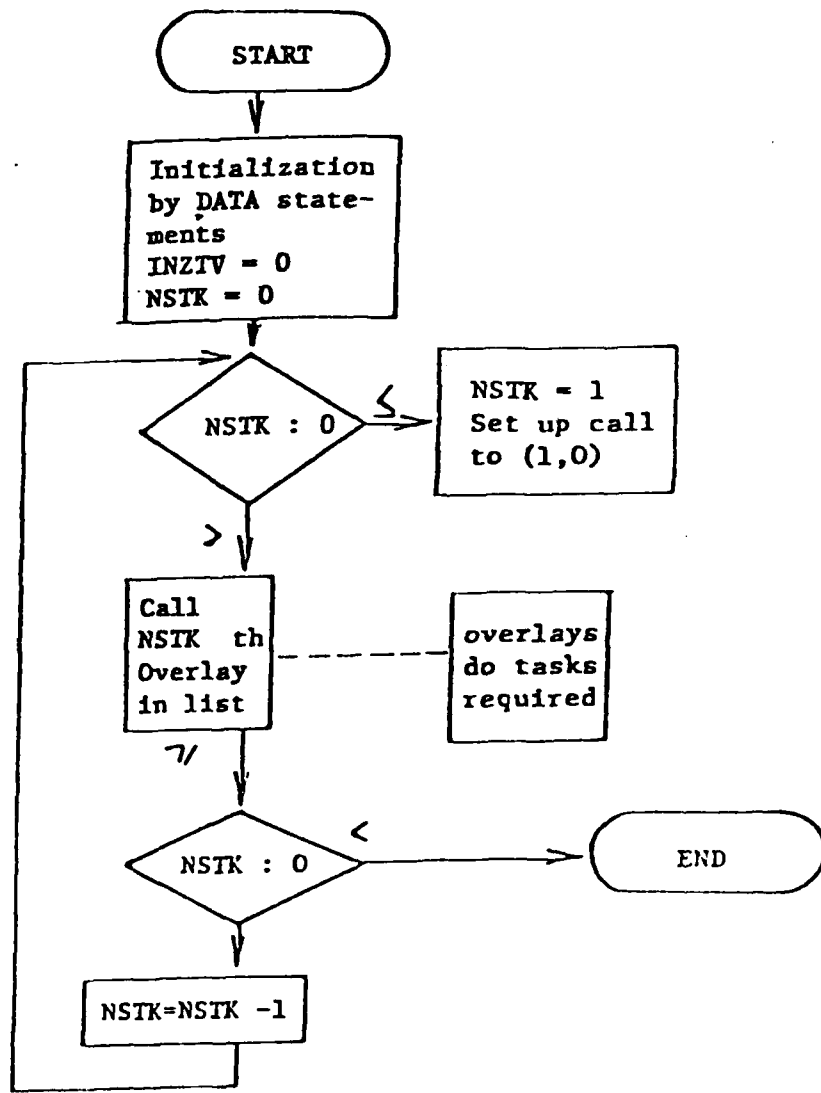 START
Initialization
by DATA state-
ments
INZTV = 0
NSTK = 0
NSTK : 0
≤
NSTK = 1
Set up call
to (1,0)
>
Call
NSTK th
Overlay
in list
overlays
do tasks
required
≥
NSTK : 0
<
END
NSTK=NSTK -1